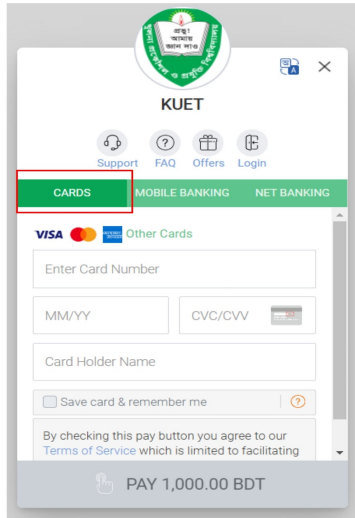 প্রভু!
আমায়
জ্ঞান দাও
KUET
Support FAQ Offers Login
CARDS MOBILE BANKING NET BANKING
VISA Other Cards
Enter Card Number
MM/YY CVC/CVV
Card Holder Name
Save card & remember me ?
By checking this pay button you agree to our
Terms of Service which is limited to facilitating
PAY 1,000.00 BDT